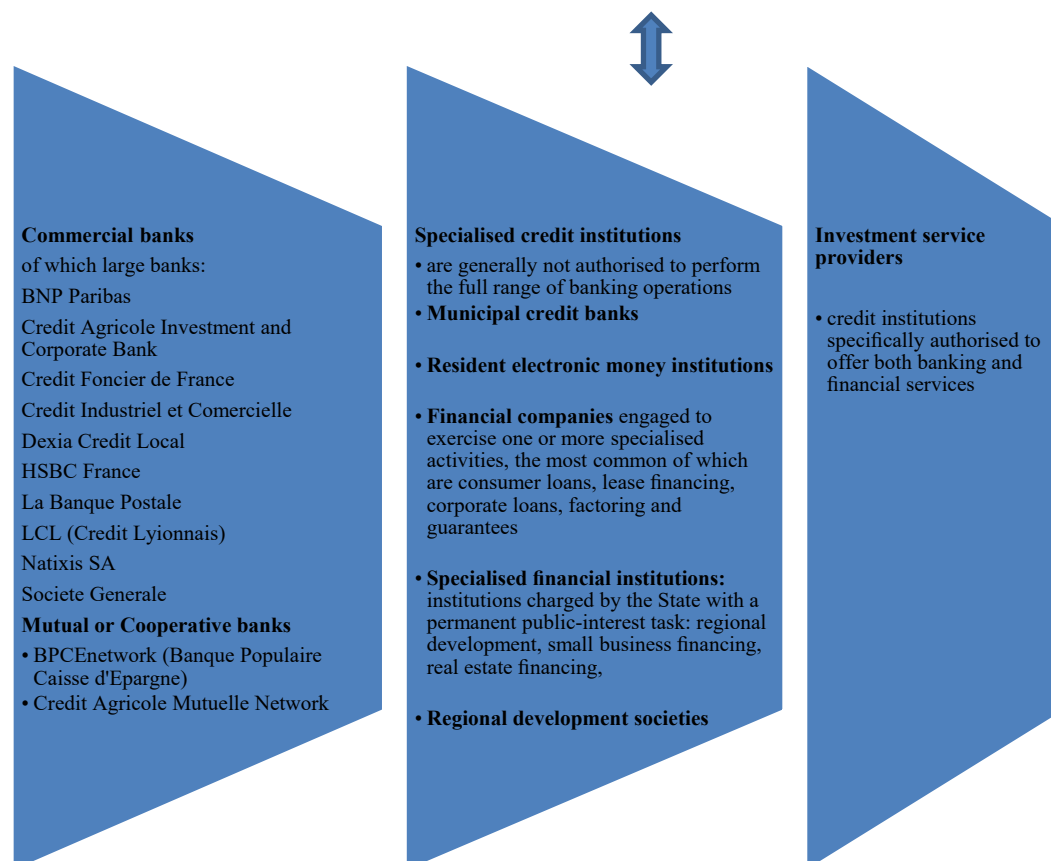 Commercial banks
of which large banks:
BNP Paribas
Credit Agricole Investment and
Corporate Bank
Credit Foncier de France
Credit Industriel et Comercielle
Dexia Credit Local
HSBC France
La Banque Postale
LCL (Credit Lyionnais)
Natixis SA
Societe Generale
Mutual or Cooperative banks
• BPCEnetwork (Banque Populaire
Caisse d'Epargne)
• Credit Agricole Mutuelle Network
Specialised credit institutions
• are generally not authorised to perform
the full range of banking operations
• Municipal credit banks
• Resident electronic money institutions
• Financial companies engaged to
exercise one or more specialised
activities, the most common of which
are consumer loans, lease financing,
corporate loans, factoring and
guarantees
• Specialised financial institutions:
institutions charged by the State with a
permanent public-interest task: regional
development, small business financing,
real estate financing,
• Regional development societies
Investment service
providers
• credit institutions
specifically authorised to
offer both banking and
financial services